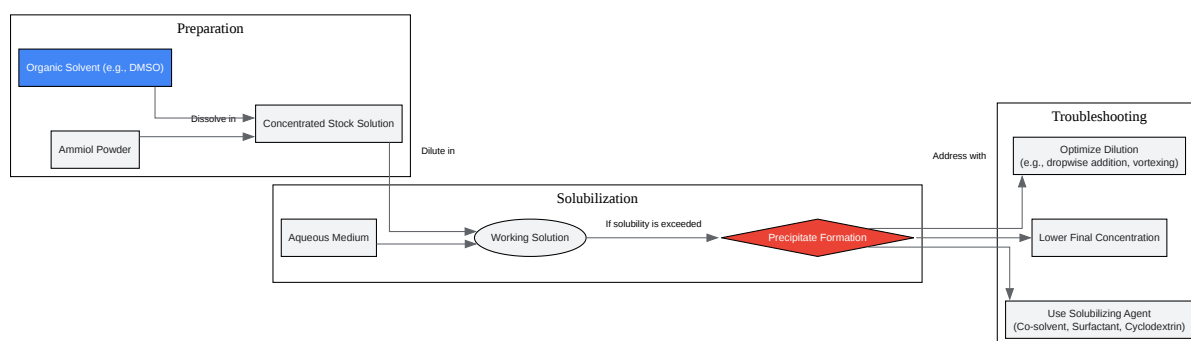 Preparation
Organic Solvent (e.g., DMSO)
Dissolve in
Concentrated Stock Solution
Ammiol Powder
Dilute in
Solubilization
Aqueous Medium
Working Solution
If solubility is exceeded
Precipitate Formation
Address with
Troubleshooting
Optimize Dilution
(e.g., dropwise addition, vortexing)
Lower Final Concentration
Use Solubilizing Agent
(Co-solvent, Surfactant, Cyclodextrin)